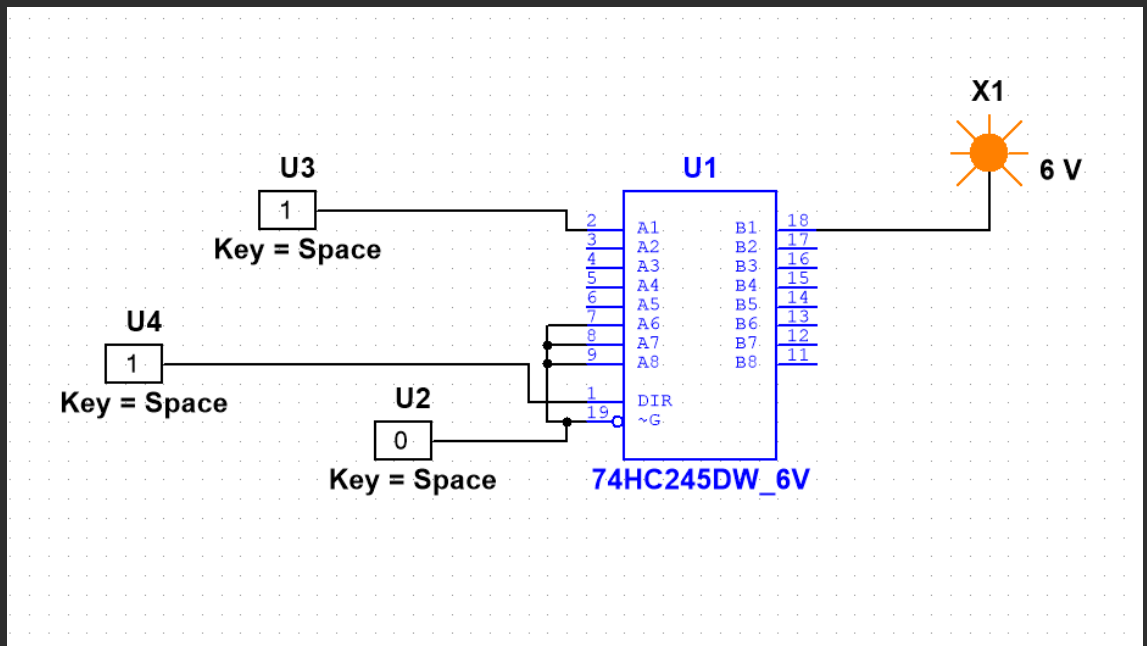 X1
6 V
U3
1
Key = Space
U1
2 A1 B1 18
3 A2 B2 17
4 A3 B3 16
5 A4 B4 15
6 A5 B5 14
7 A6 B6 13
8 A7 B7 12
9 A8 B8 11
1 DIR
19 ~G
74HC245DW_6V
U4
1
Key = Space
U2
0
Key = Space